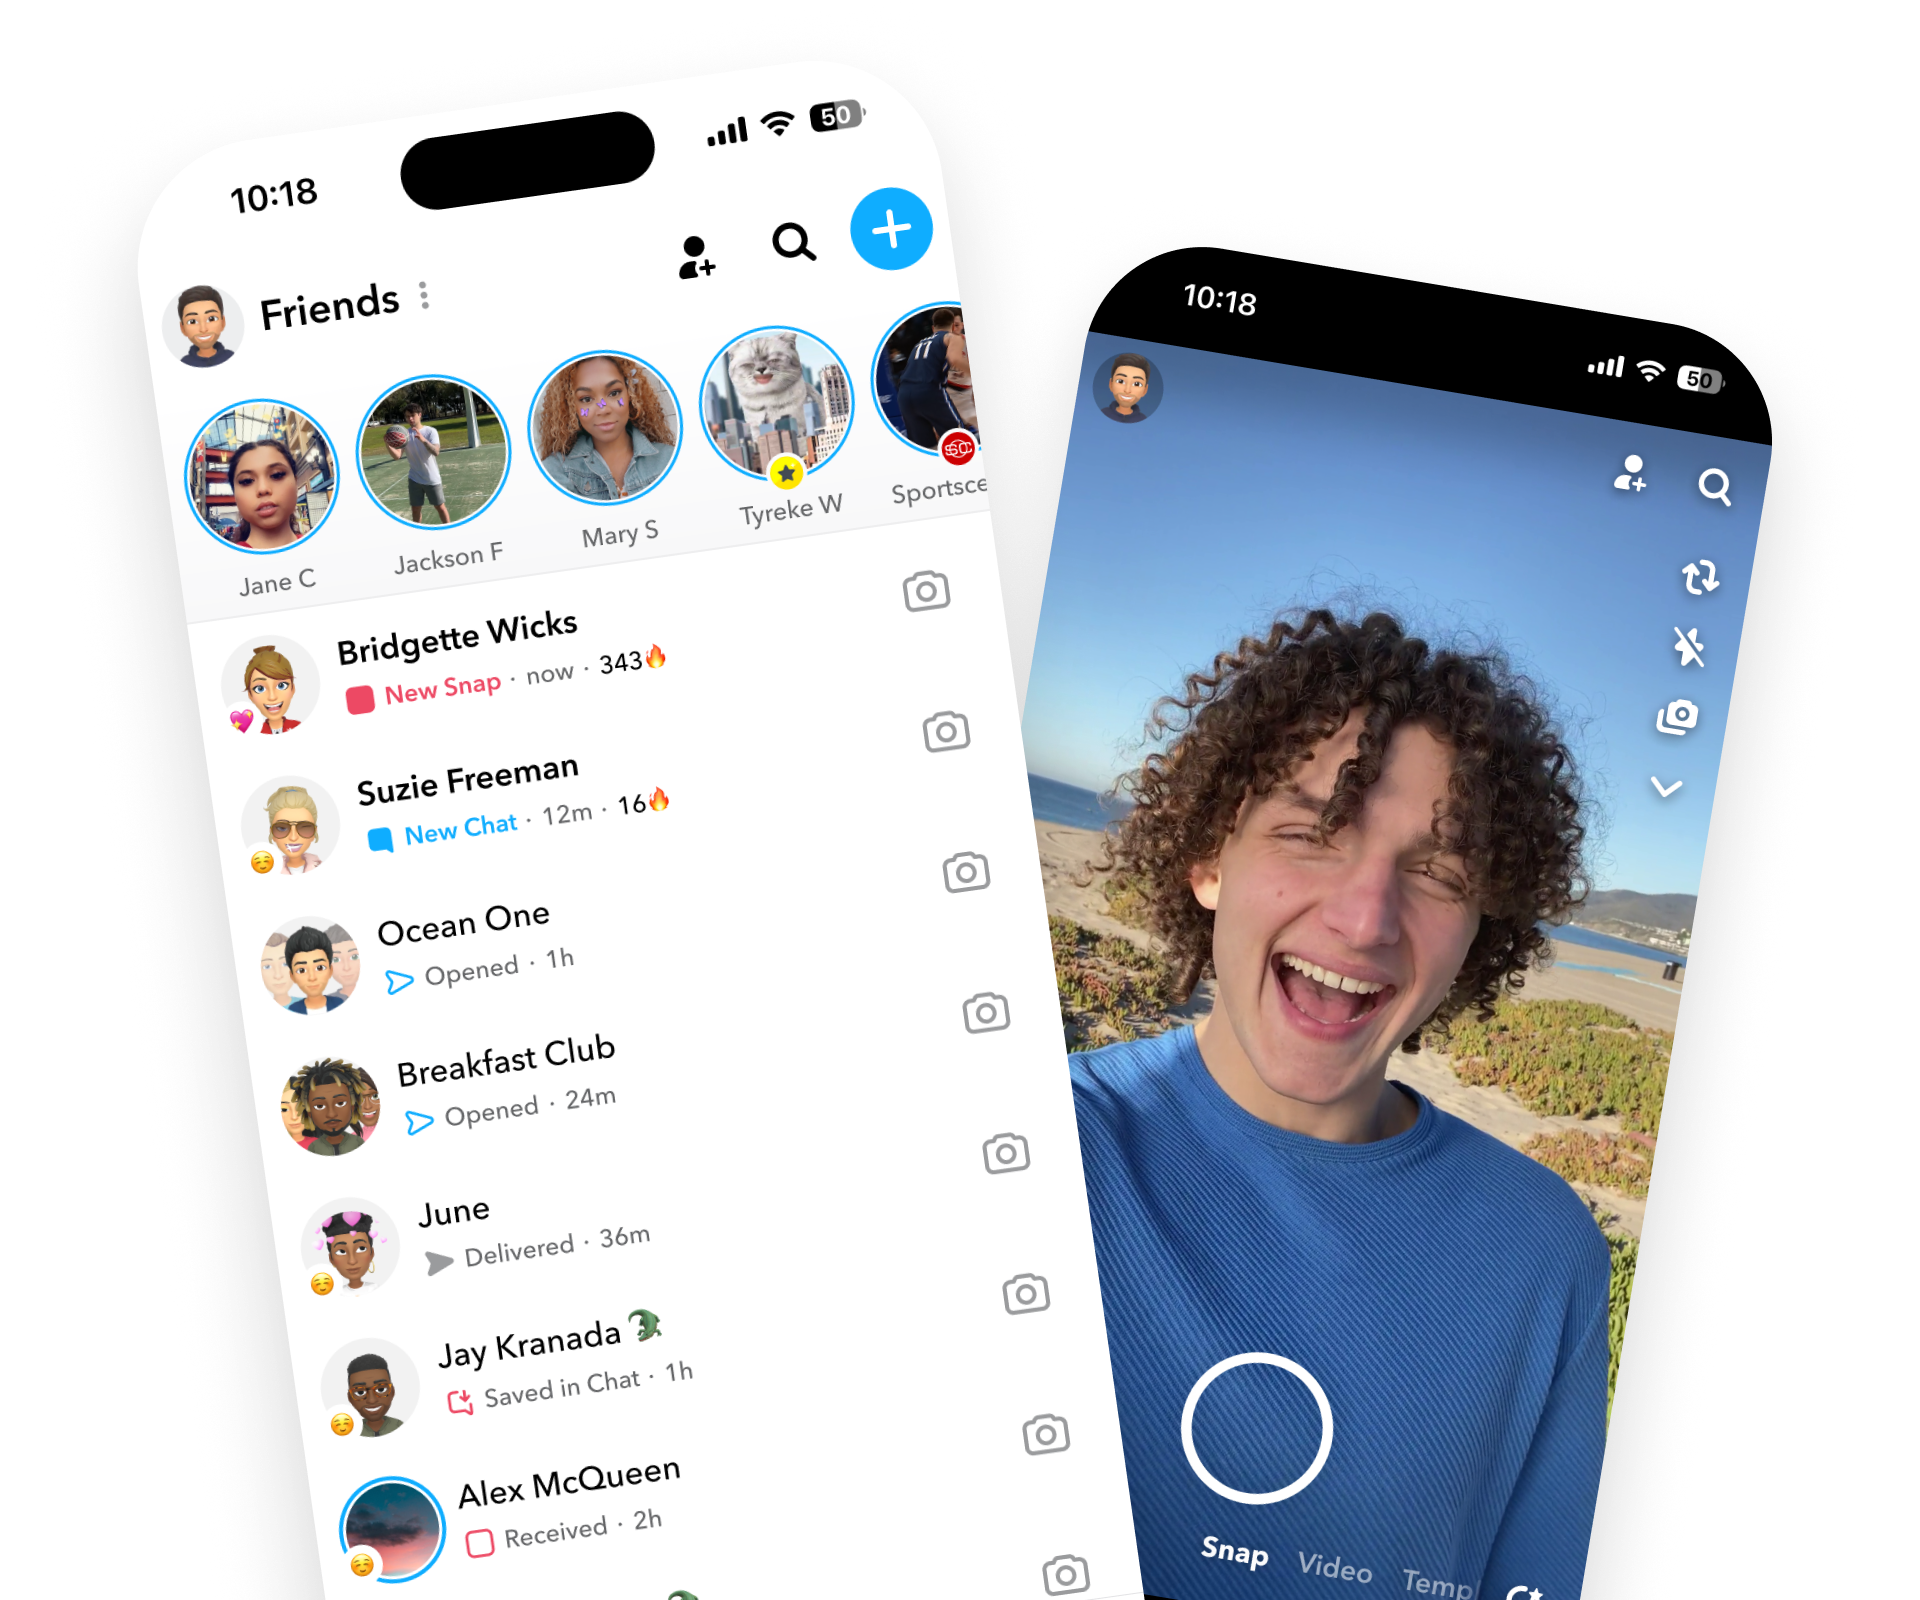 10:18
50
Friends
11
SC
Jane C
Jackson F
Mary S
Tyreke W
Sportsce
Bridgette Wicks
New Snap · now · 343🔥
Suzie Freeman
New Chat · 12m · 16🔥
Ocean One
Opened · 1h
Breakfast Club
Opened · 24m
June
Delivered · 36m
Jay Kranada 🐊
Saved in Chat · 1h
Alex McQueen
Received · 2h
10:18
50
Snap Video Temp